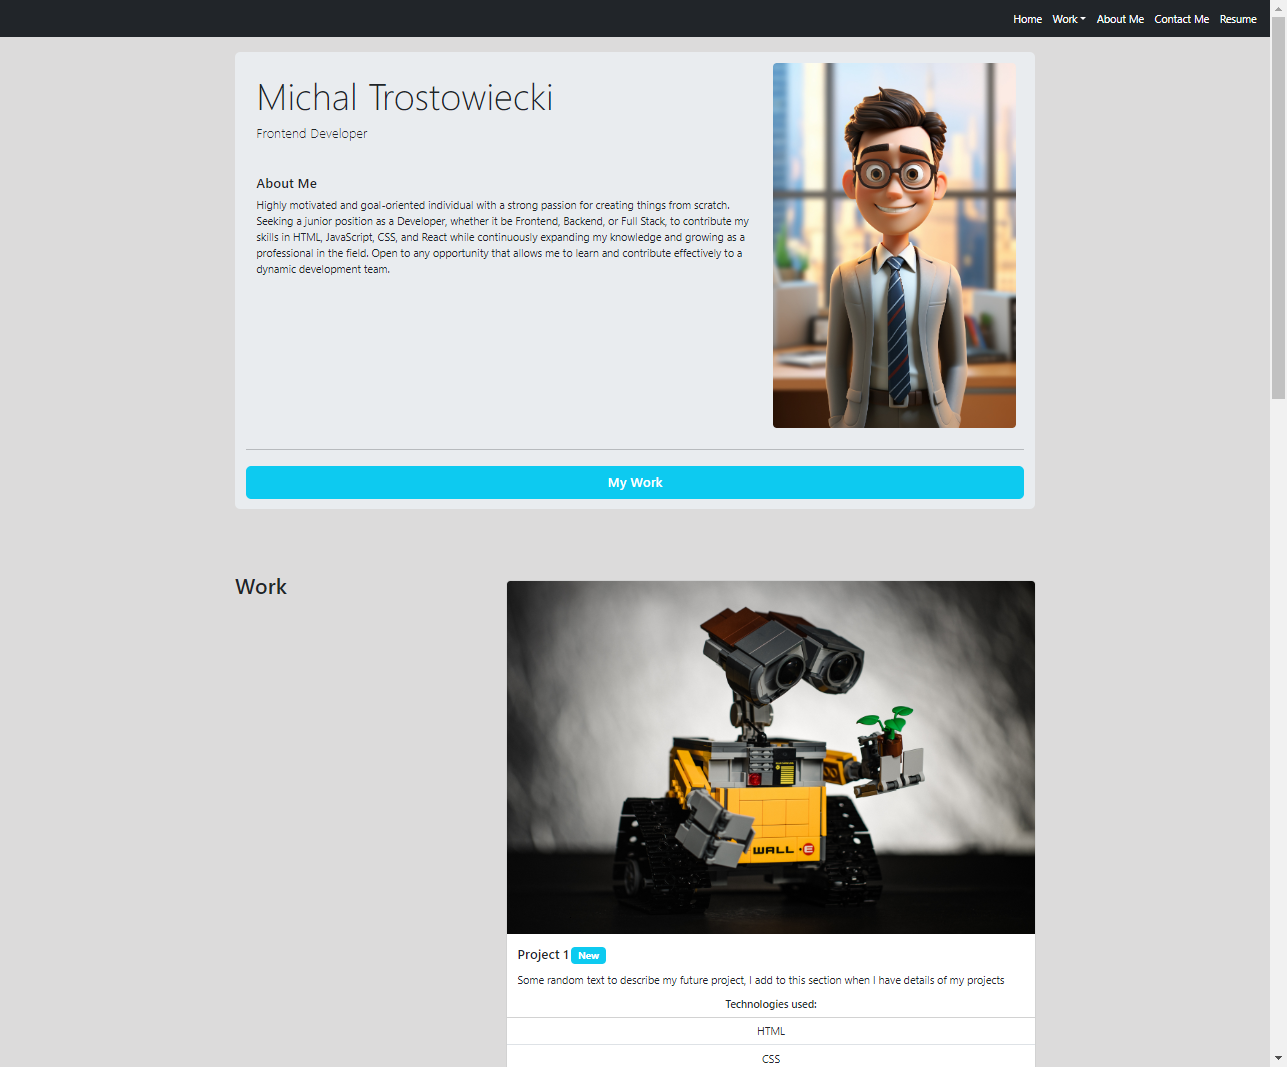 Home Work About Me Contact Me Resume
Michal Trostowiecki
Frontend Developer
About Me
Highly motivated and goal-oriented individual with a strong passion for creating things from scratch.
Seeking a junior position as a Developer, whether it be Frontend, Backend, or Full Stack, to contribute my
skills in HTML, JavaScript, CSS, and React while continuously expanding my knowledge and growing as a
professional in the field. Open to any opportunity that allows me to learn and contribute effectively to a
dynamic development team.
My Work
Work
WALL·E
Project 1 New
Some random text to describe my future project, I add to this section when I have details of my projects
Technologies used:
HTML
CSS